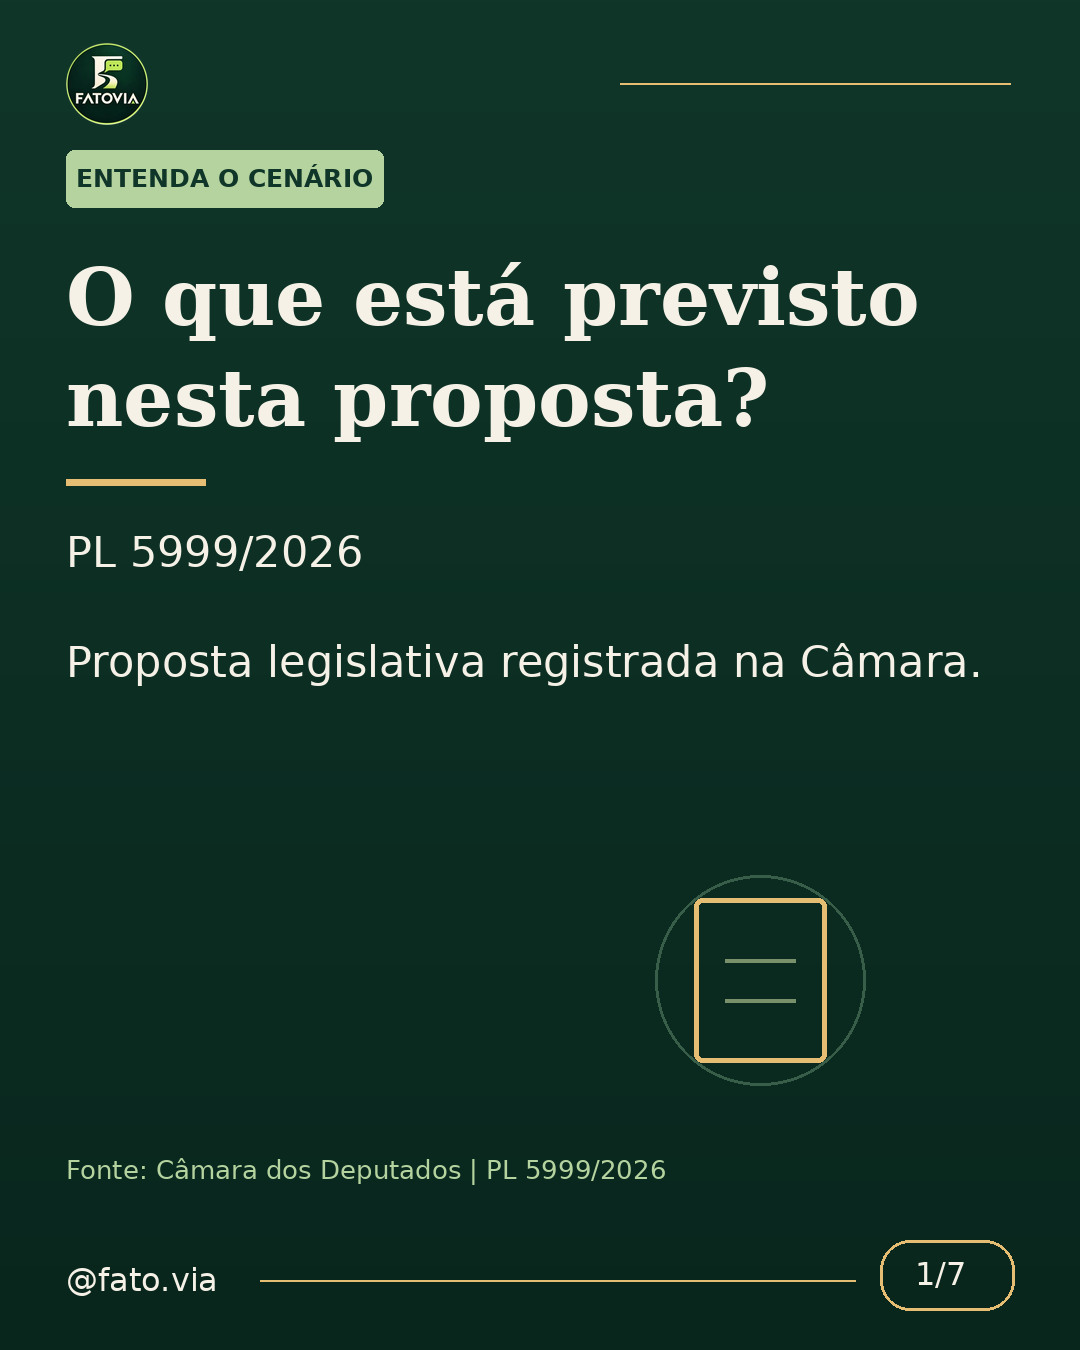 FATOVIA
ENTENDA O CENÁRIO
O que está previsto
nesta proposta?
PL 5999/2026
Proposta legislativa registrada na Câmara.
Fonte: Câmara dos Deputados | PL 5999/2026
@fato.via
1/7